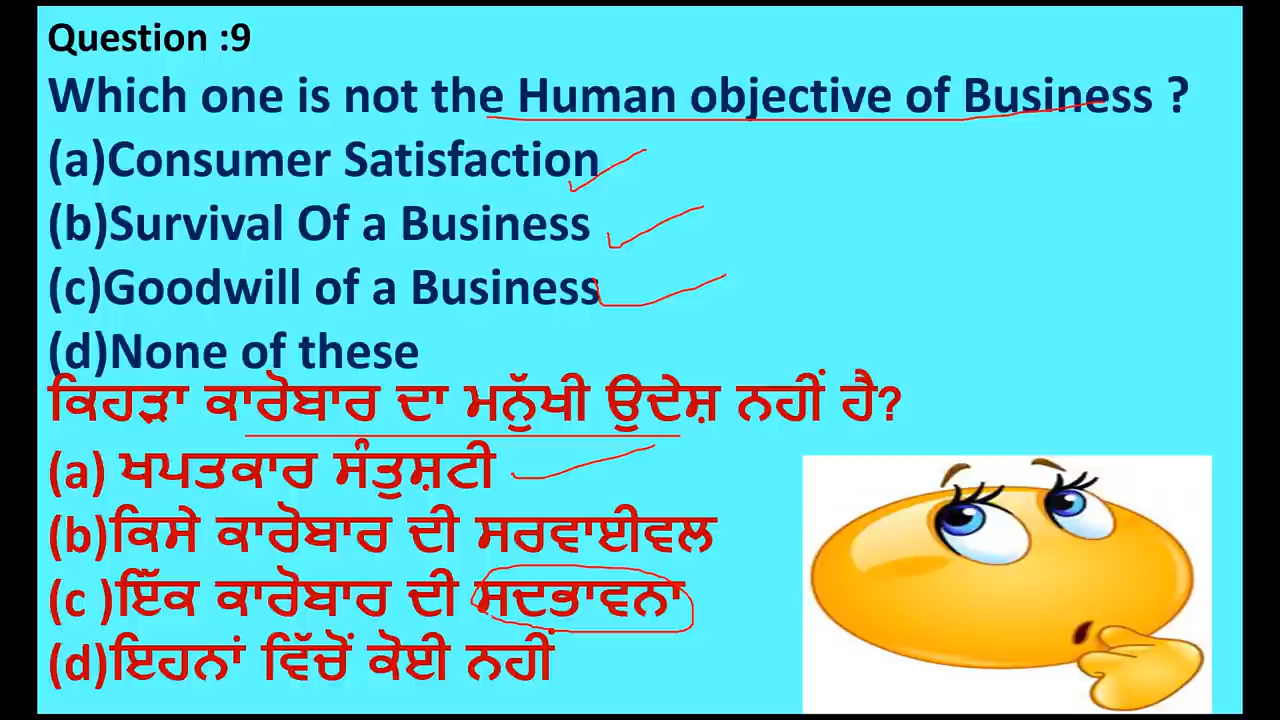 Question :9
Which one is not the Human objective of Business ?
(a)Consumer Satisfaction
(b)Survival Of a Business
(c)Goodwill of a Business
(d)None of these
ਕਿਹੜਾ ਕਾਰੋਬਾਰ ਦਾ ਮਨੁੱਖੀ ਉਦੇਸ਼ ਨਹੀਂ ਹੈ?
(a) ਖਪਤਕਾਰ ਸੰਤੁਸ਼ਟੀ
(b)ਕਿਸੇ ਕਾਰੋਬਾਰ ਦੀ ਸਰਵਾਈਵਲ
(c )ਇੱਕ ਕਾਰੋਬਾਰ ਦੀ ਸਦਭਾਵਨਾ
(d)ਇਹਨਾਂ ਵਿੱਚੋਂ ਕੋਈ ਨਹੀਂ